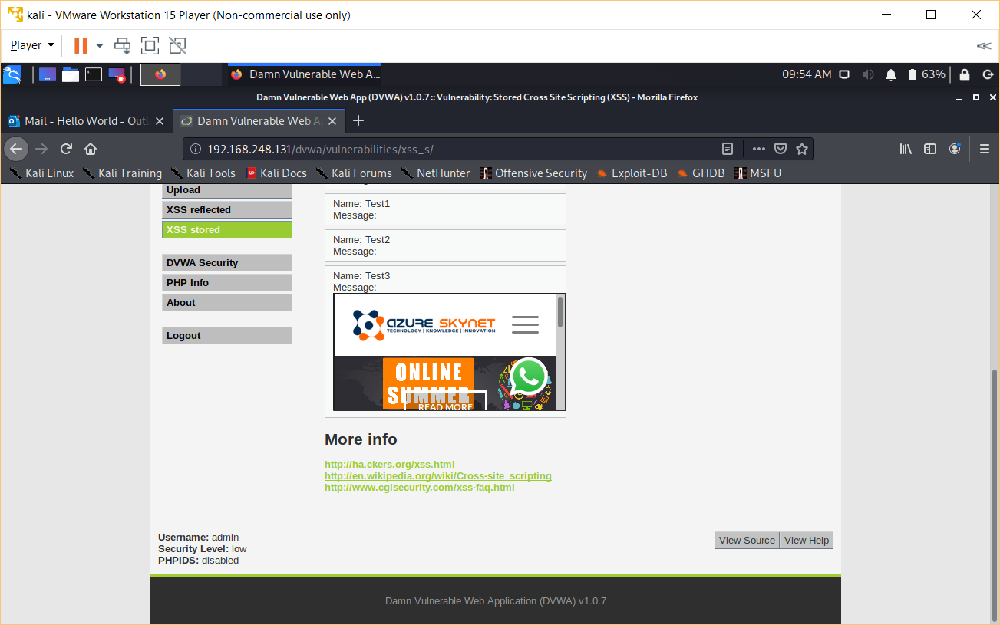 kali - VMware Workstation 15 Player (Non-commercial use only)
Player
Damn Vulnerable Web A...
09:54 AM
63%
Damn Vulnerable Web App (DVWA) v1.0.7 :: Vulnerability: Stored Cross Site Scripting (XSS) - Mozilla Firefox
Mail - Hello World - Outl
Damn Vulnerable Web Ap
192.168.248.131/dvwa/vulnerabilities/xss_s/
Kali Linux Kali Training Kali Tools Kali Docs Kali Forums NetHunter Offensive Security Exploit-DB GHDB MSFU
Upload
XSS reflected
XSS stored
DVWA Security
PHP Info
About
Logout
Name: Test1
Message:
Name: Test2
Message:
Name: Test3
Message:
AZURE SKYNET
TECHNOLOGY | KNOWLEDGE | INNOVATION
ONLINE
SUMMER
READ MORE
More info
http://ha.ckers.org/xss.html
http://en.wikipedia.org/wiki/Cross-site_scripting
http://www.cgisecurity.com/xss-faq.html
Username: admin
Security Level: low
PHPIDS: disabled
View Source View Help
Damn Vulnerable Web Application (DVWA) v1.0.7